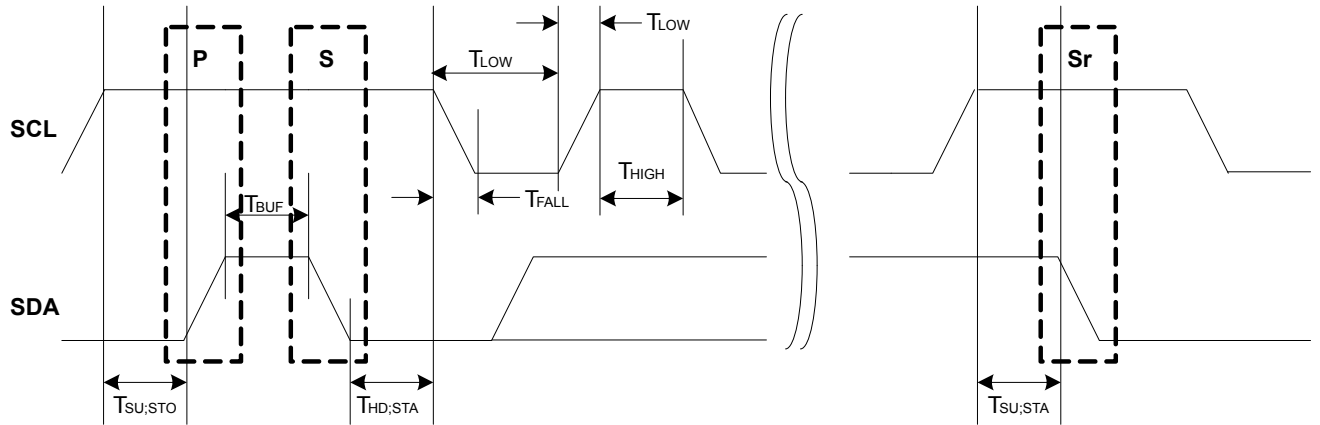 TLOW
P
S
TLOW
Sr
SCL
THIGH
TBUF
TFALL
SDA
TSU;STO
THD;STA
TSU;STA